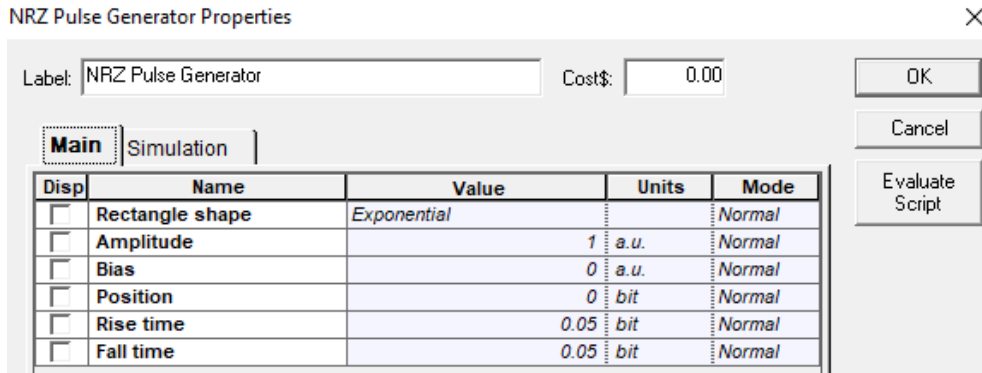 NRZ Pulse Generator Properties
Label: NRZ Pulse Generator Cost$: 0.00 OK
Cancel
Main Simulation
Evaluate Script
Disp Name Value Units Mode
Rectangle shape Exponential Normal
Amplitude 1 a.u. Normal
Bias 0 a.u. Normal
Position 0 bit Normal
Rise time 0.05 bit Normal
Fall time 0.05 bit Normal